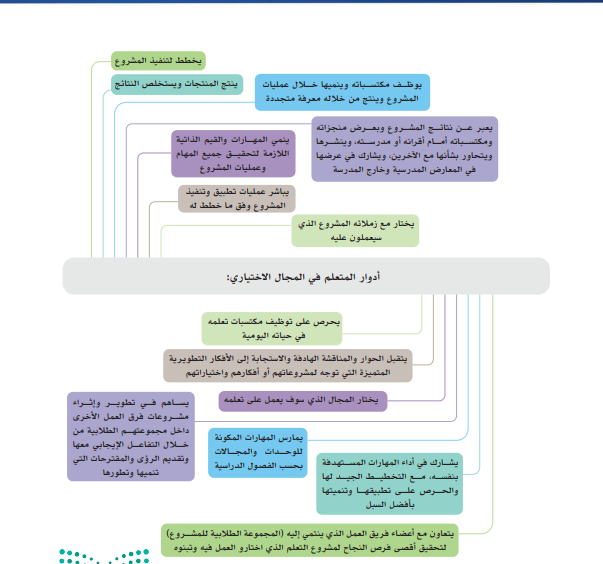 يخطط لتنفيذ المشروع
ينتج المنتجات ويستخلص النتائج
يوظف مكتسباته وينميها خلال عمليات
المشروع وينتج من خلاله معرفة متجددة
يعبر عن نتائج المشروع ويعرض منجزاته
ومكتسباته أمام أقرانه أو مدرسته، وينشرها
ويتحاور بشأنها مع الآخرين، ويشارك في عرضها
في المعارض المدرسية وخارج المدرسة
ينمي المهارات والقيم الذاتية
اللازمة لتحقيق جميع المهام
وعمليات المشروع
يباشر عمليات تطبيق وتنفيذ
المشروع وفق ما خطط له
يختار مع زملائه المشروع الذي
سيعملون عليه
أدوار المتعلم في المجال الاختياري:
يحرص على توظيف مكتسبات تعلمه
في حياته اليومية
يتقبل الحوار والمناقشة الهادفة والاستجابة إلى الأفكار التطويرية
المتميزة التي توجه لمشروعاتهم أو أفكارهم واختياراتهم
يختار المجال الذي سوف يعمل على تعلمه
يساهم في تطوير وإثراء
مشروعات فرق العمل الأخرى
داخل مجموعتهم الطلابية من
خلال التفاعل الإيجابي معها
وتقديم الرؤى والمقترحات التي
تنميها وتطورها
يمارس المهارات المكونة
للوحدات والمجالات
بحسب الفصول الدراسية
يشارك في أداء المهارات المستهدفة
بنفسه، مع التخطيط الجيد لها
والحرص على تطبيقها وتنميتها
بأفضل السبل
يتعاون مع أعضاء فريق العمل الذي ينتمي إليه (المجموعة الطلابية للمشروع)
لتحقيق أقصى فرص النجاح لمشروع التعلم الذي اختارو العمل فيه وتبنوه